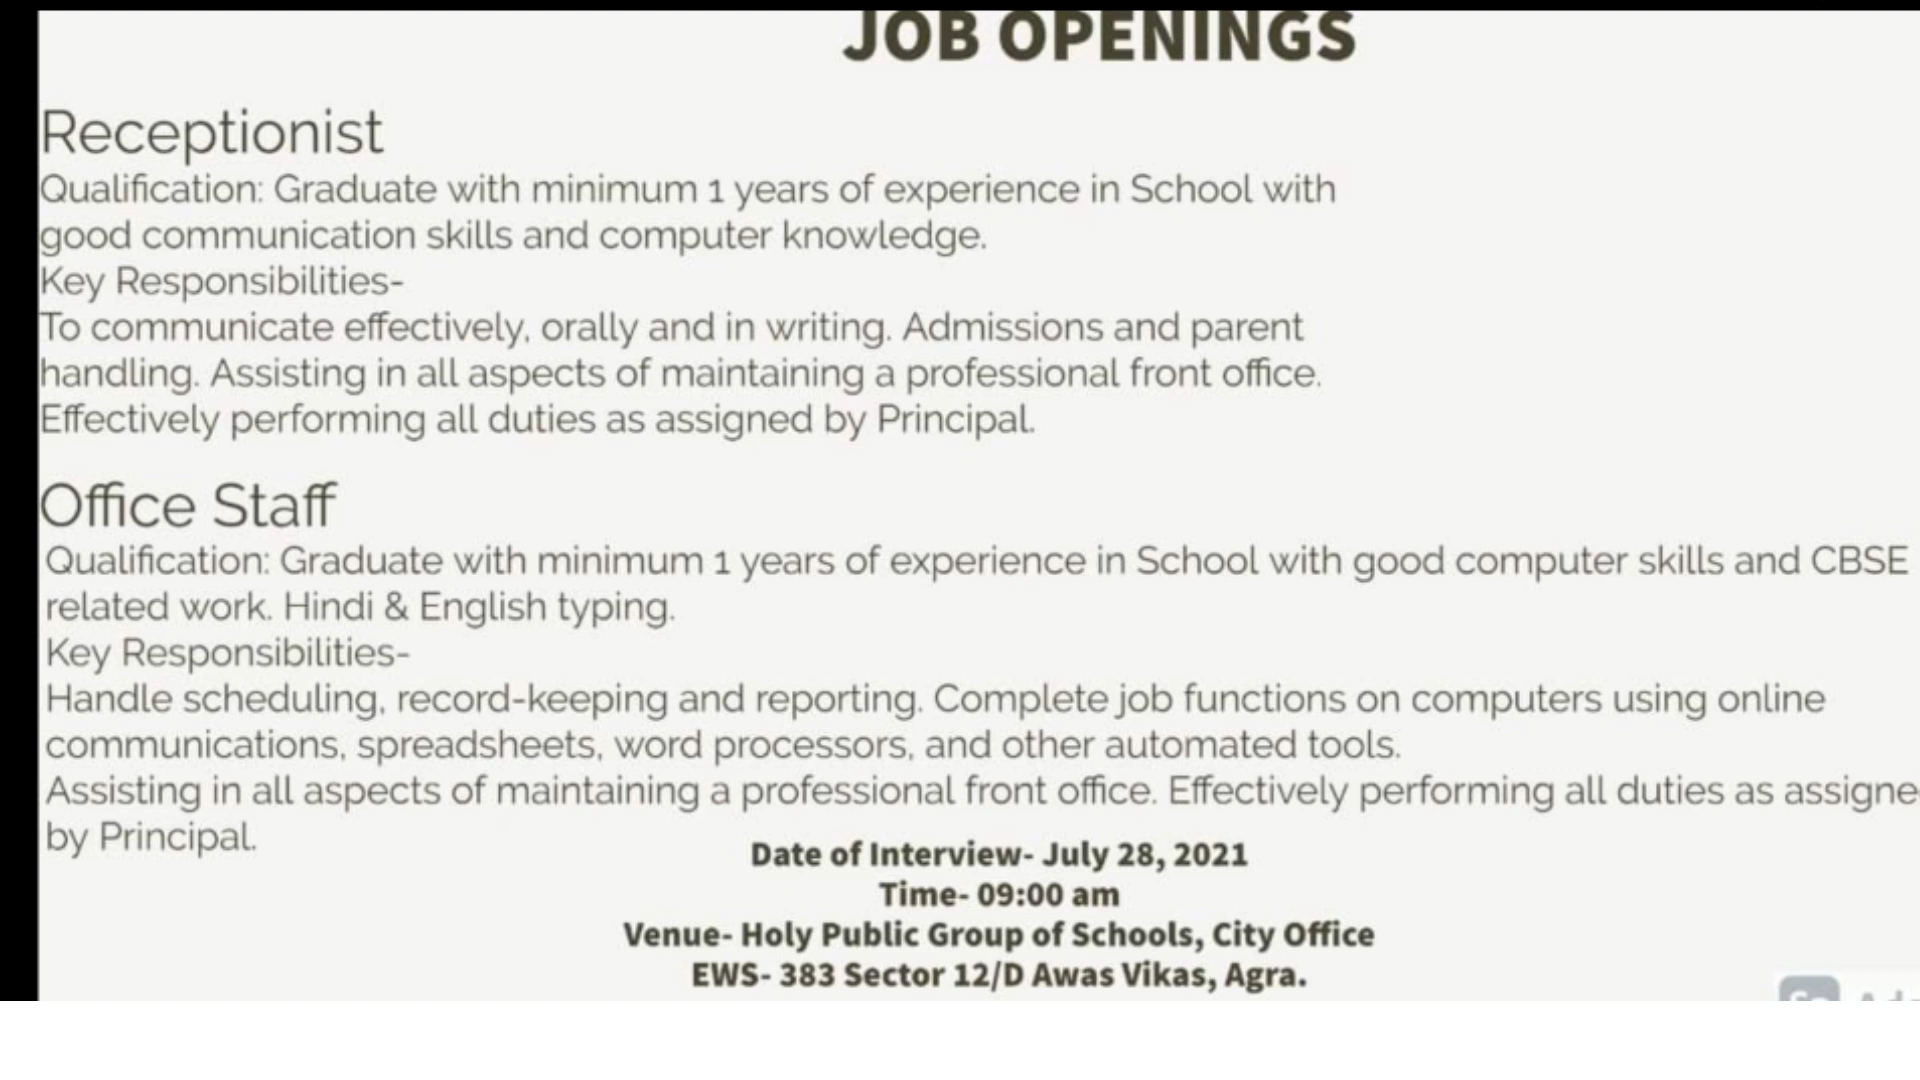 JOB OPENINGS
Receptionist
Qualification: Graduate with minimum 1 years of experience in School with
good communication skills and computer knowledge.
Key Responsibilities-
To communicate effectively, orally and in writing. Admissions and parent
handling. Assisting in all aspects of maintaining a professional front office.
Effectively performing all duties as assigned by Principal.
Office Staff
Qualification: Graduate with minimum 1 years of experience in School with good computer skills and CBSE
related work. Hindi & English typing.
Key Responsibilities-
Handle scheduling, record-keeping and reporting. Complete job functions on computers using online
communications, spreadsheets, word processors, and other automated tools.
Assisting in all aspects of maintaining a professional front office. Effectively performing all duties as assigne
by Principal.
Date of Interview- July 28, 2021
Time- 09:00 am
Venue- Holy Public Group of Schools, City Office
EWS- 383 Sector 12/D Awas Vikas, Agra.